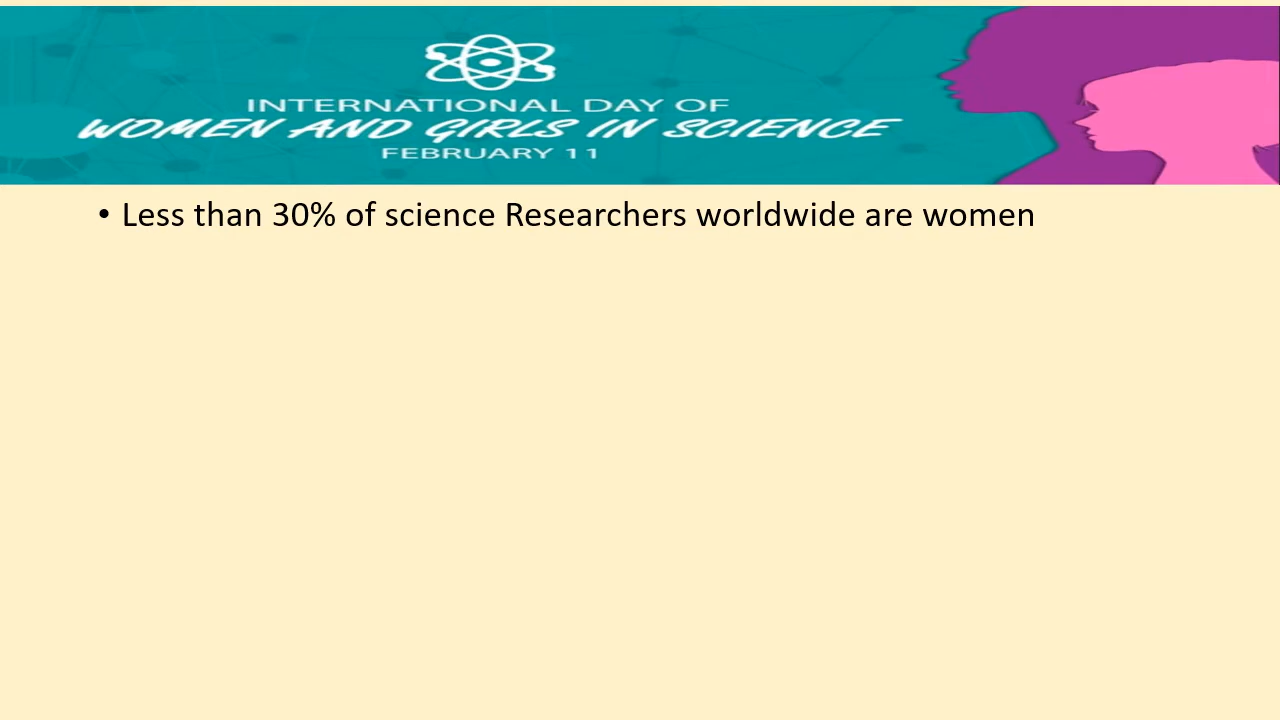 INTERNATIONAL DAY OF
WOMEN AND GIRLS IN SCIENCE
FEBRUARY 11
• Less than 30% of science Researchers worldwide are women